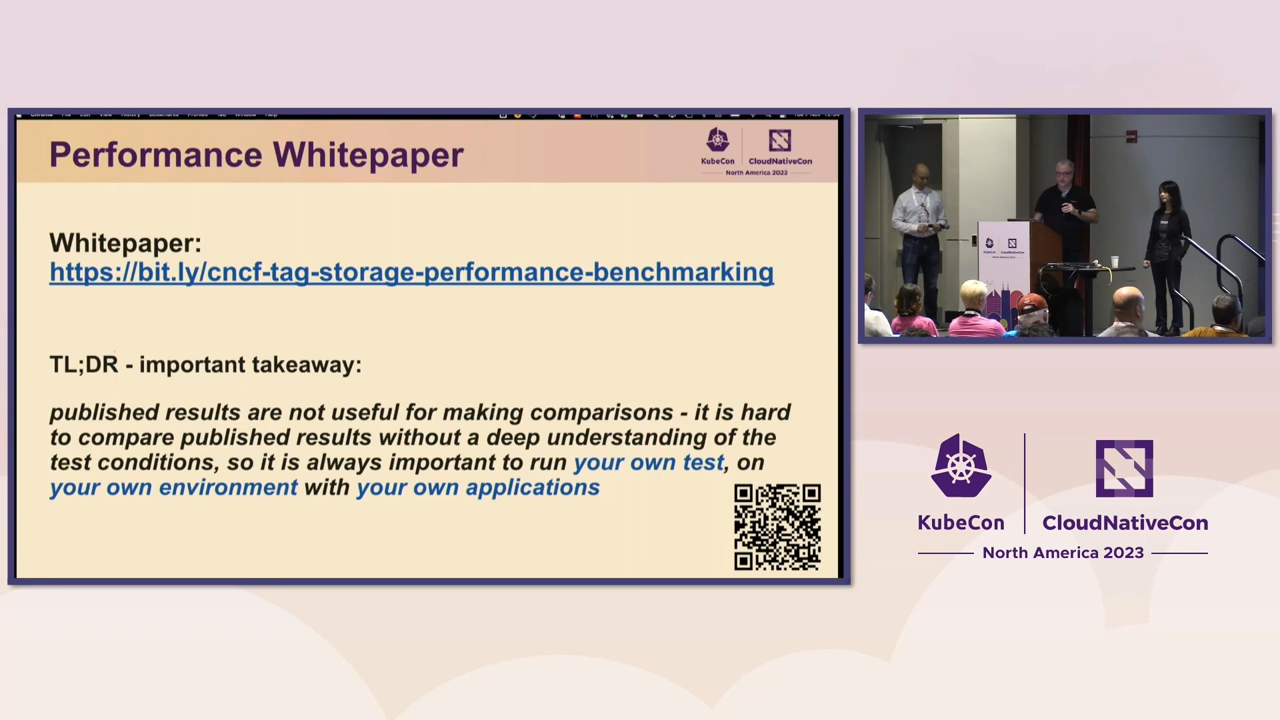 Performance Whitepaper
KubeCon
CloudNativeCon
North America 2023
Whitepaper:
https://bit.ly/cncf-tag-storage-performance-benchmarking
TL;DR - important takeaway:
published results are not useful for making comparisons - it is hard
to compare published results without a deep understanding of the
test conditions, so it is always important to run your own test, on
your own environment with your own applications
KubeCon
CloudNativeCon
North America 2023